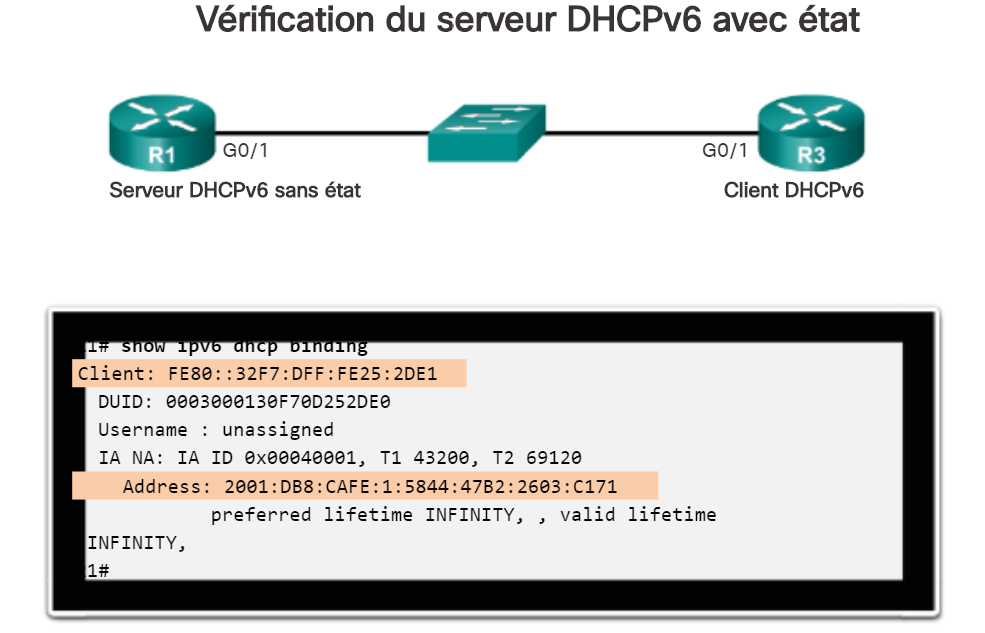 Vérification du serveur DHCPv6 avec état
R1
G0/1
G0/1
R3
Serveur DHCPv6 sans état
Client DHCPv6
1# show ipv6 dhcp binding
Client: FE80::32F7:DFF:FE25:2DE1
DUID: 0003000130F70D252DE0
Username : unassigned
IA NA: IA ID 0x00040001, T1 43200, T2 69120
Address: 2001:DB8:CAFE:1:5844:47B2:2603:C171
preferred lifetime INFINITY, , valid lifetime
INFINITY,
1#